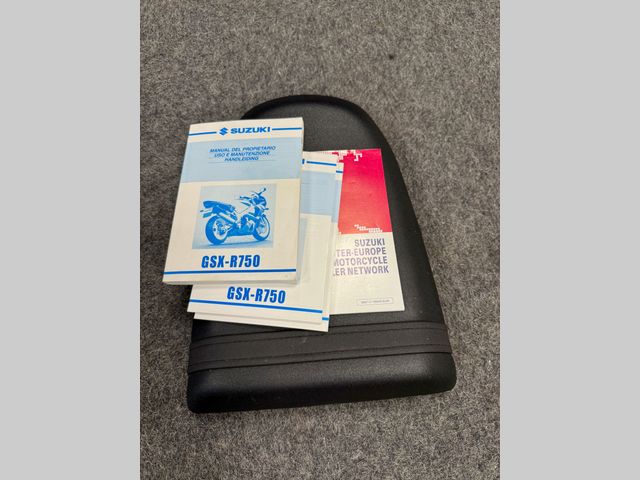 SUZUKI
MANUAL DEL PROPIETARIO
USO E MANUTENZIONE
HANDLEIDING
GSX-R750
GSX-R750
SUZUKI
TER-EUROPE
MOTORCYCLE
LER NETWORK